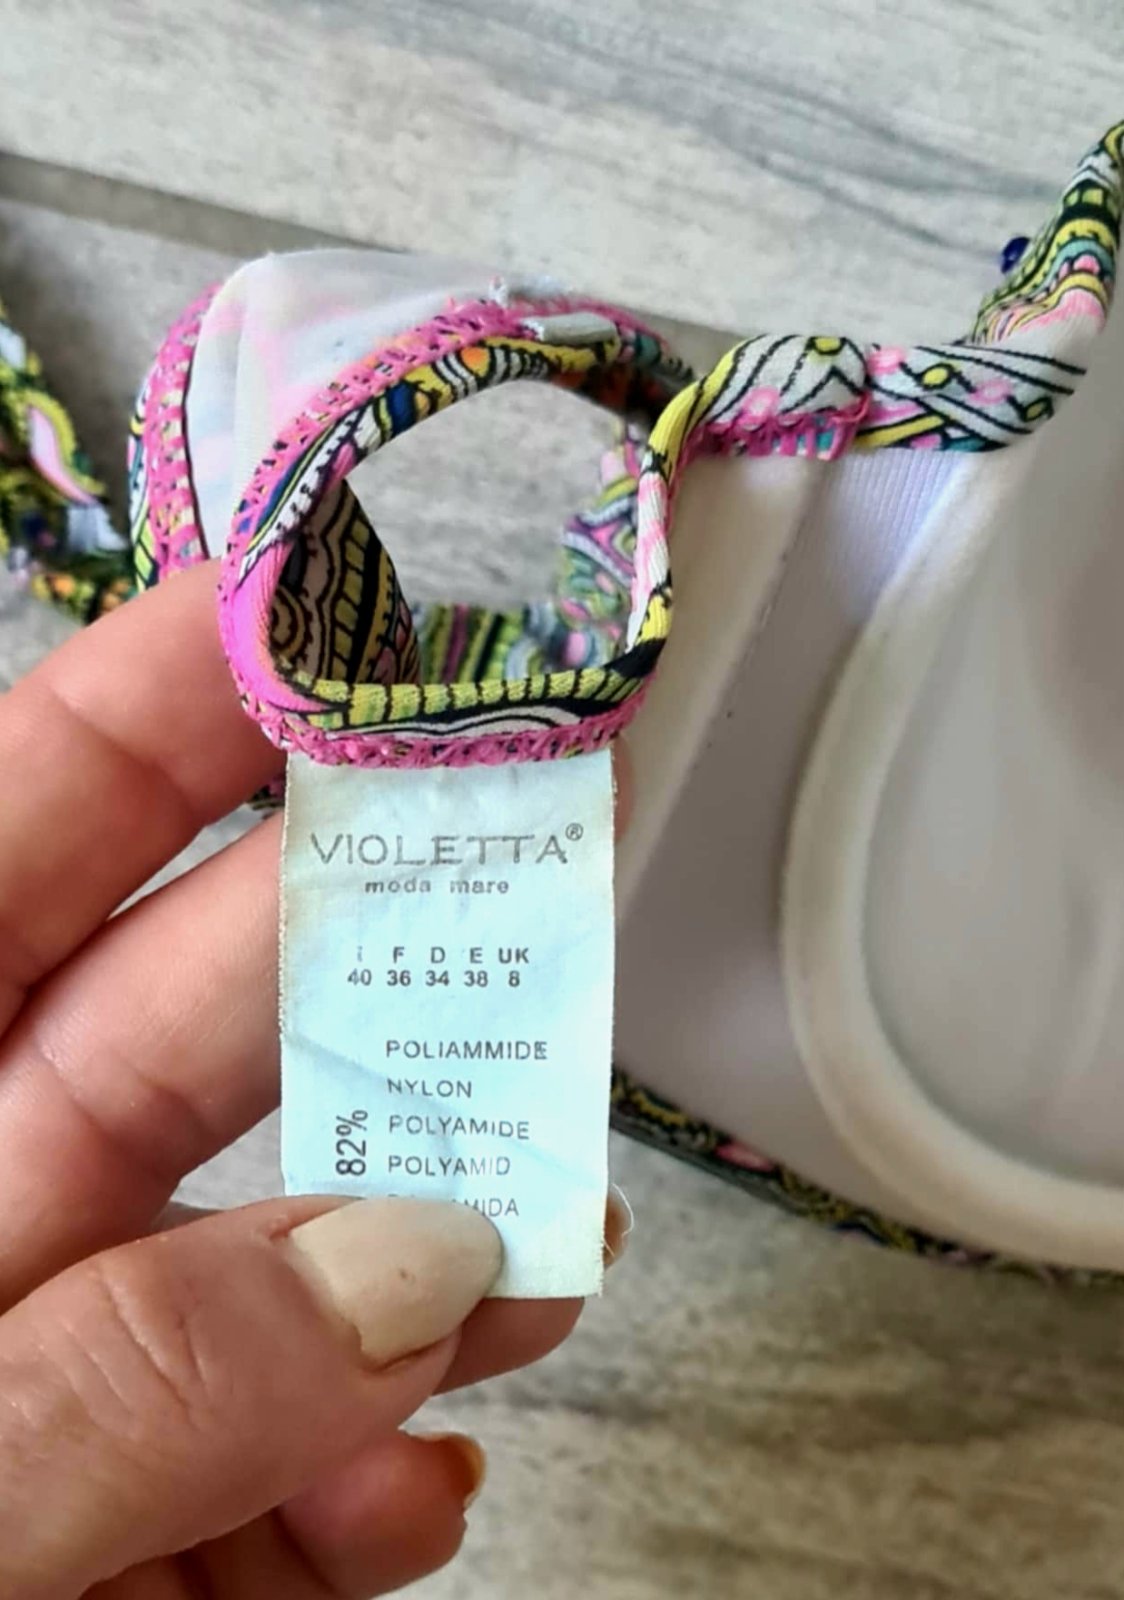 VIOLETTA®
moda mare
I F D E UK
40 36 34 38 8
POLIAMMIDE
NYLON
82%
POLYAMIDE
POLYAMID